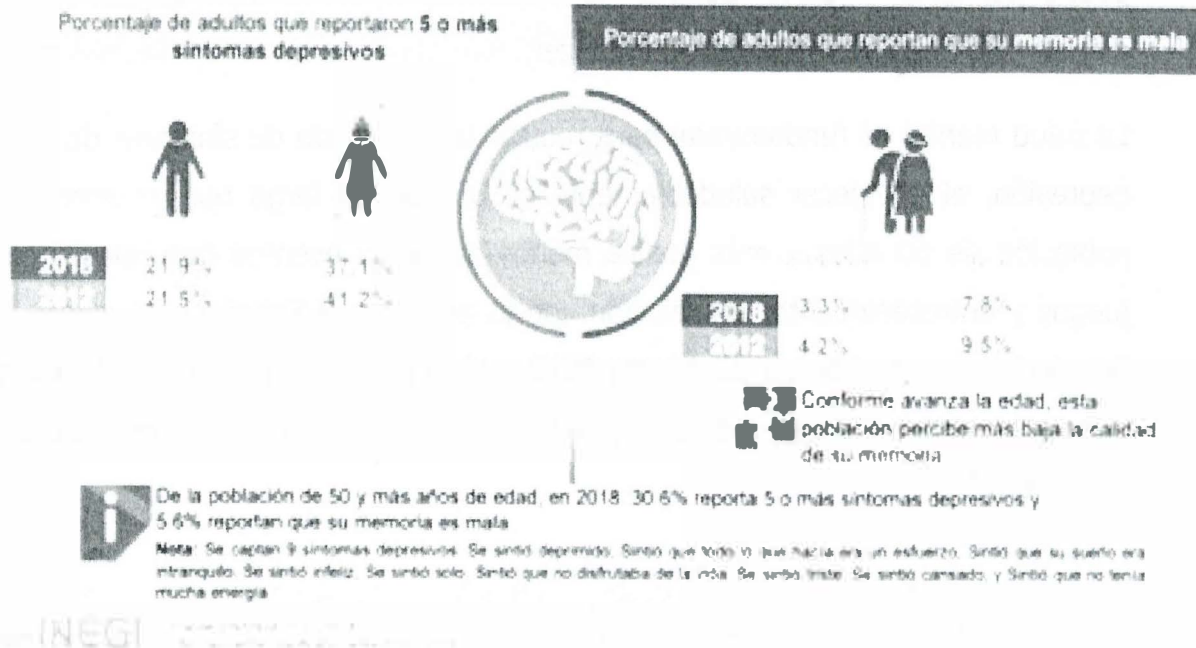 Porcentaje de adultos que reportaron 5 o más
síntomas depresivos
Porcentaje de adultos que reportan que su memoria es mala
2018 21.9% 37.1%
2012 21.5% 41.2%
2018 3.3% 7.6%
2012 4.2% 9.5%
Conforme avanza la edad, esta
población percibe más baja la calidad
de su memoria
De la población de 50 y más años de edad, en 2018 30.6% reporta 5 o más síntomas depresivos y
5.6% reportan que su memoria es mala
Nota: Se captan 9 síntomas depresivos: Se sintió deprimido, Sintió que todo lo que hacía era un esfuerzo, Sintió que su sueño era
intranquilo, Se sintió infeliz, Se sintió solo, Sintió que no disfrutaba de la vida, Se sintió triste, Se sintió cansado, y Sintió que no tenía
mucha energía
INEGI